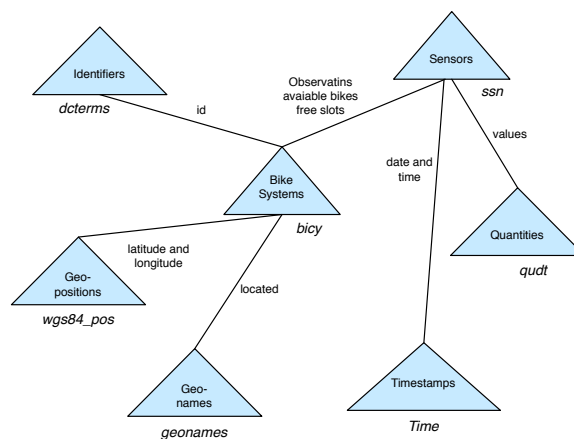 Identifiers
dcterms
id
Observatins
avaiable bikes
free slots
Sensors
ssn
values
date and
time
Bike
Systems
bicy
Quantities
qudt
latitude and
longitude
Geo-
positions
wgs84_pos
located
Geo-
names
geonames
Timestamps
Time